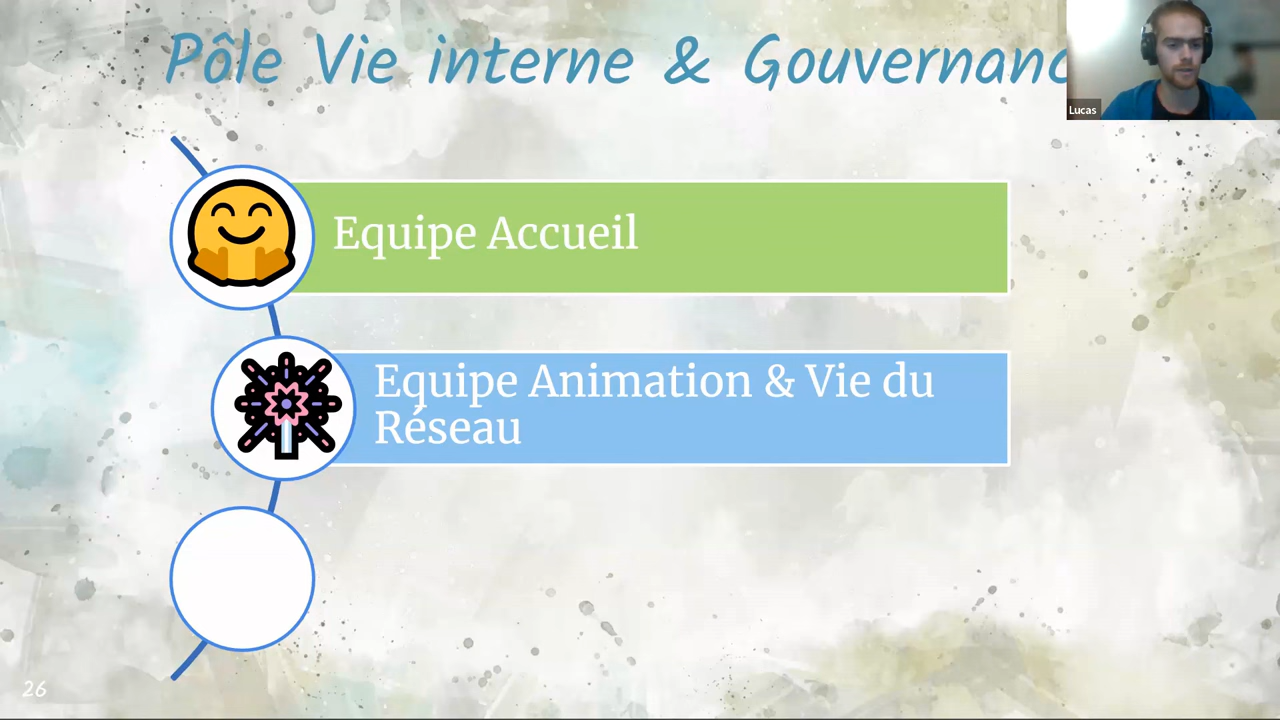 Pôle Vie interne & Gouvernanc
Lucas
Equipe Accueil
Equipe Animation & Vie du
Réseau
26